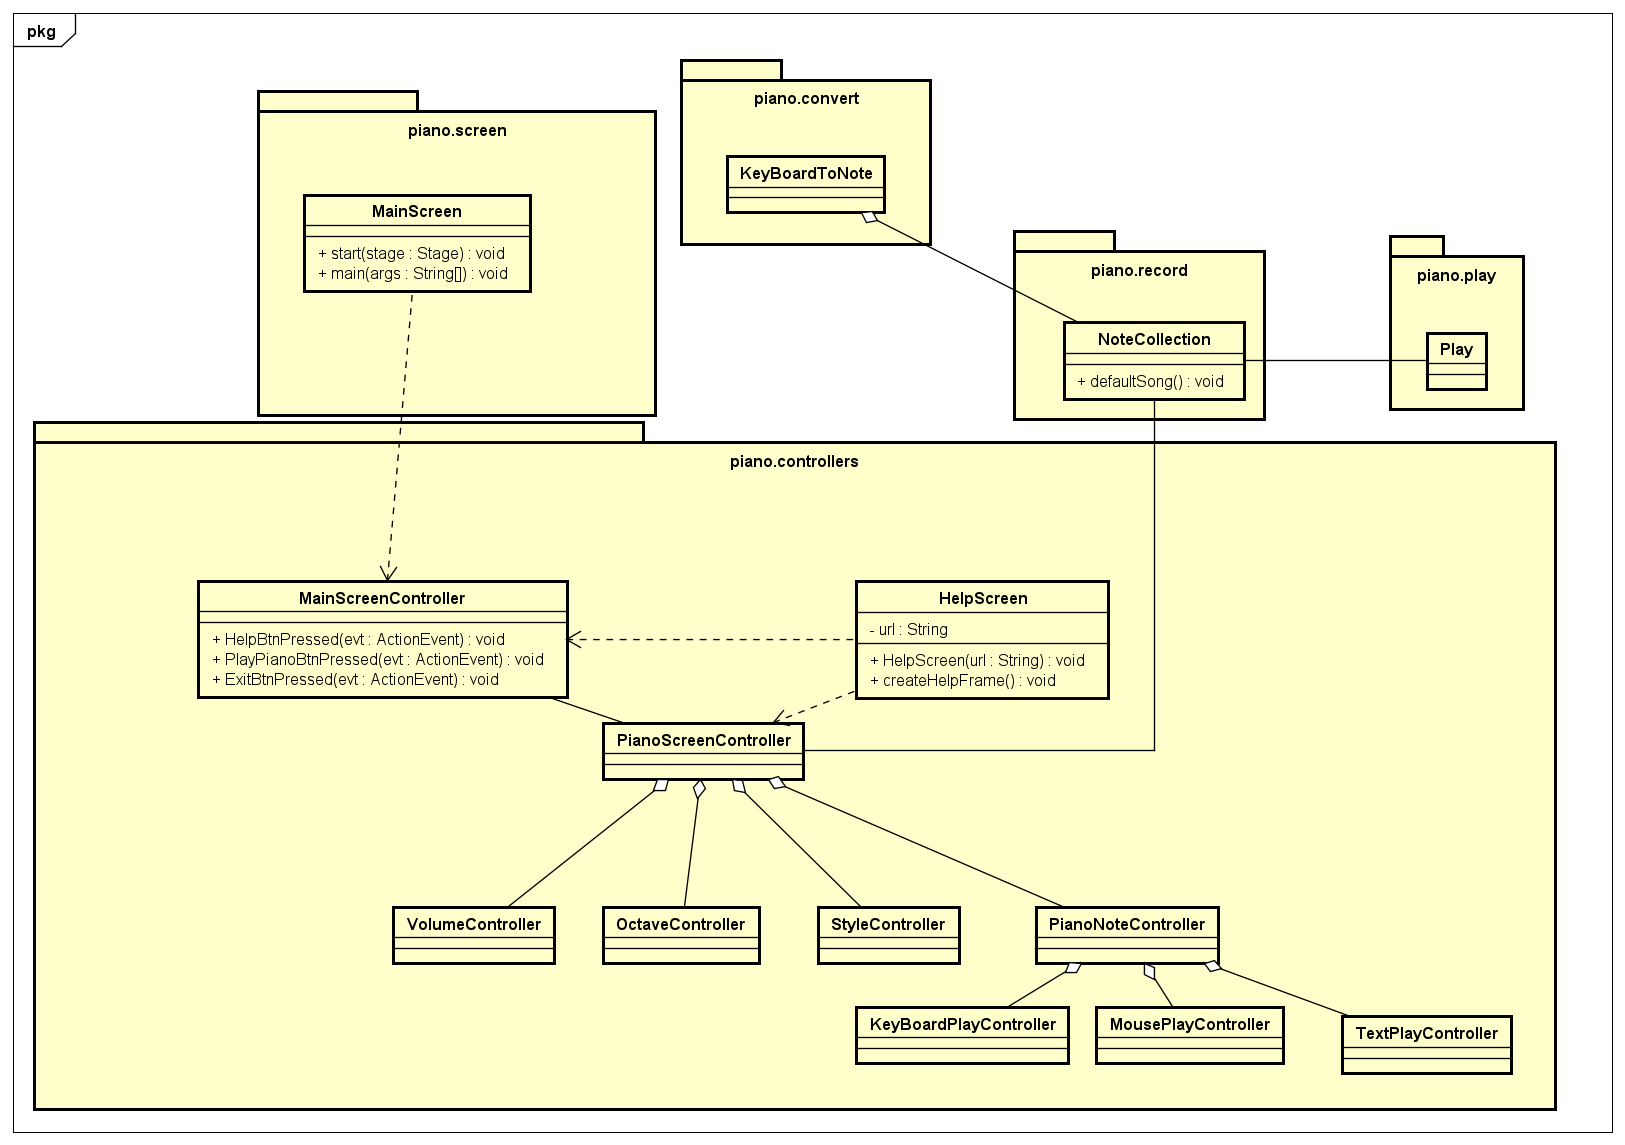 pkg
piano.convert
piano.screen
KeyBoardToNote
MainScreen
+ start(stage : Stage) : void
+ main(args : String[]) : void
piano.record
piano.play
NoteCollection
+ defaultSong() : void
Play
piano.controllers
MainScreenController
+ HelpBtnPressed(evt : ActionEvent) : void
+ PlayPianoBtnPressed(evt : ActionEvent) : void
+ ExitBtnPressed(evt : ActionEvent) : void
HelpScreen
- url : String
+ HelpScreen(url : String) : void
+ createHelpFrame() : void
PianoScreenController
VolumeController
OctaveController
StyleController
PianoNoteController
KeyBoardPlayController
MousePlayController
TextPlayController